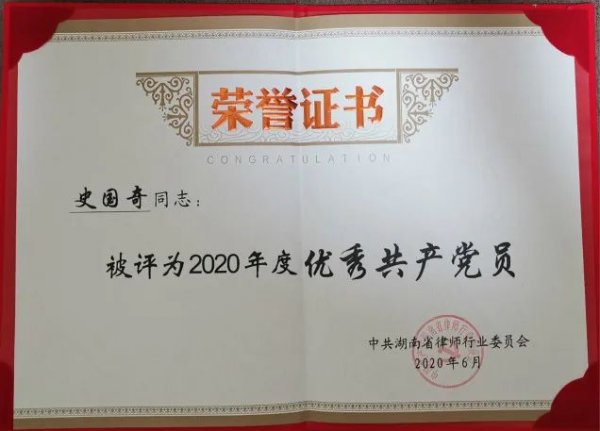 荣誉证书
CONGRATULATION
史国奇同志：
被评为2020年度优秀共产党员
中共湖南省律师行业委员会
2020年6月